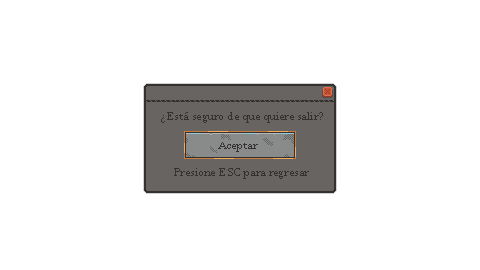 ¿Está seguro de que quiere salir?
Aceptar
Presione ESC para regresar